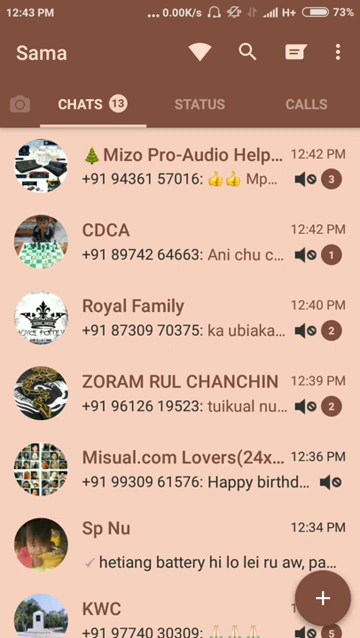 12:43 PM ... 0.00K/s H+ 73%
Sama
CHATS 13 STATUS CALLS
🎄Mizo Pro-Audio Help... 12:42 PM
+91 94361 57016: 👍👍 Mp... 3
CDCA 12:42 PM
+91 89742 64663: Ani chu c... 1
Royal Family 12:40 PM
+91 87309 70375: ka ubiaka... 2
ZORAM RUL CHANCHIN 12:39 PM
+91 96126 19523: tuikual nu... 2
Misual.com Lovers(24x... 12:36 PM
+91 99309 61576: Happy birthd...
Sp Nu 12:34 PM
✓ hetiang battery hi lo lei ru aw, pa...
KWC
+91 97740 30309: 🙏🙏🙏 5